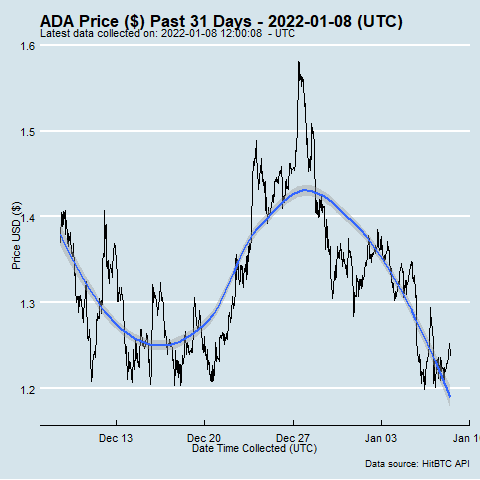 ADA Price ($) Past 31 Days - 2022-01-08 (UTC)
Latest data collected on: 2022-01-08 12:00:08  - UTC
1.6
1.5
1.4
1.3
1.2
Price USD ($)
Dec 13 Dec 20 Dec 27 Jan 03 Jan 10
Date Time Collected (UTC)
Data source: HitBTC API